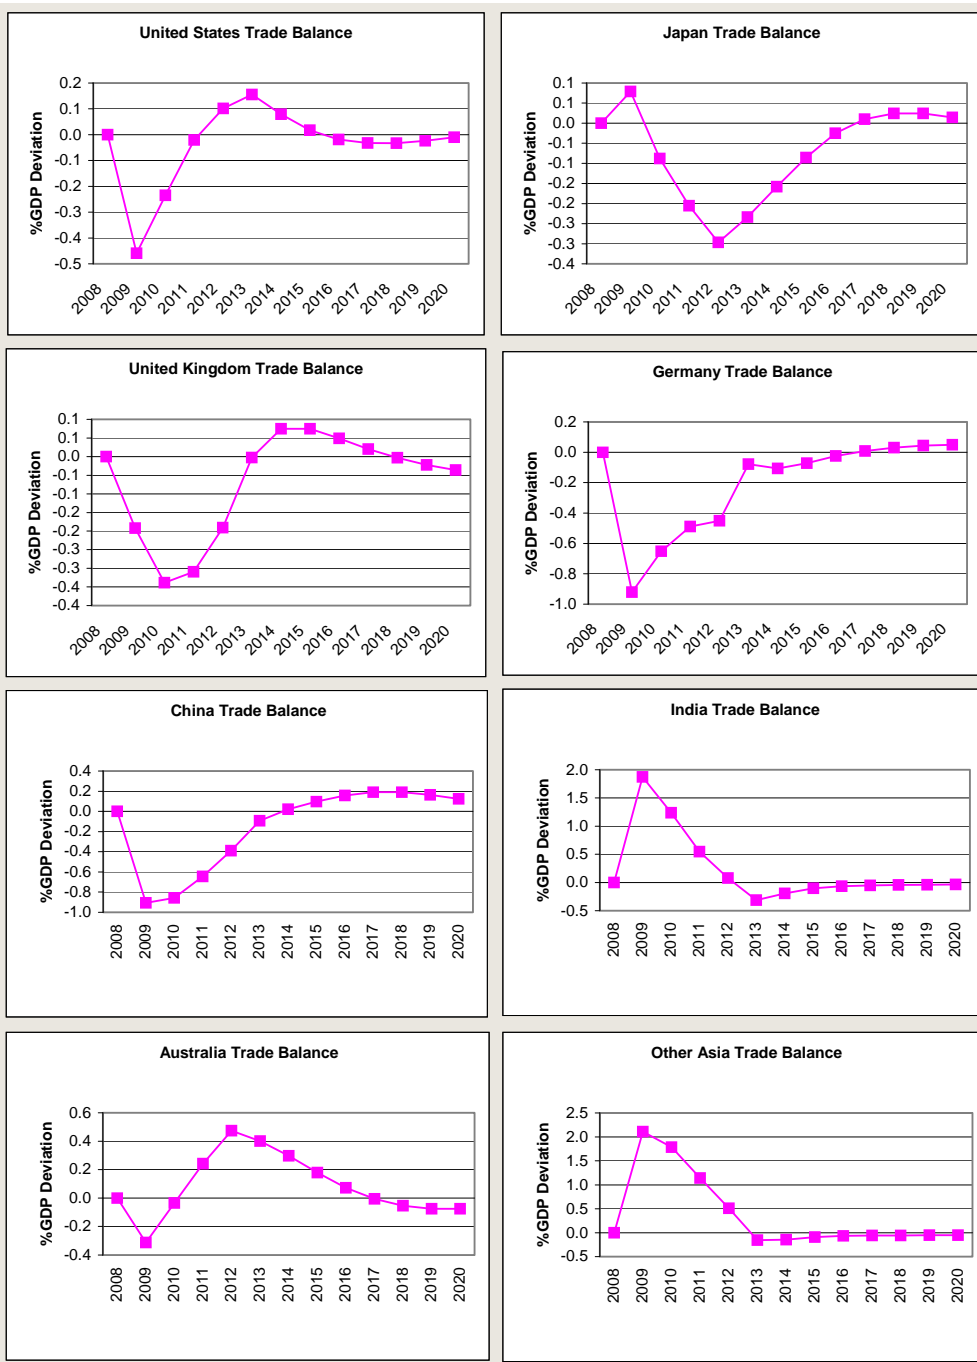 United States Trade Balance
%GDP Deviation
0.2
0.1
0.0
-0.1
-0.2
-0.3
-0.4
-0.5
2008 2009 2010 2011 2012 2013 2014 2015 2016 2017 2018 2019 2020
Japan Trade Balance
%GDP Deviation
0.1
0.1
0.0
-0.1
-0.1
-0.2
-0.2
-0.3
-0.3
-0.4
2008 2009 2010 2011 2012 2013 2014 2015 2016 2017 2018 2019 2020
United Kingdom Trade Balance
%GDP Deviation
0.1
0.1
0.0
-0.1
-0.1
-0.2
-0.2
-0.3
-0.3
-0.4
-0.4
2008 2009 2010 2011 2012 2013 2014 2015 2016 2017 2018 2019 2020
Germany Trade Balance
%GDP Deviation
0.2
0.0
-0.2
-0.4
-0.6
-0.8
-1.0
2008 2009 2010 2011 2012 2013 2014 2015 2016 2017 2018 2019 2020
China Trade Balance
%GDP Deviation
0.4
0.2
0.0
-0.2
-0.4
-0.6
-0.8
-1.0
2008 2009 2010 2011 2012 2013 2014 2015 2016 2017 2018 2019 2020
India Trade Balance
%GDP Deviation
2.0
1.5
1.0
0.5
0.0
-0.5
2008 2009 2010 2011 2012 2013 2014 2015 2016 2017 2018 2019 2020
Australia Trade Balance
%GDP Deviation
0.6
0.4
0.2
0.0
-0.2
-0.4
2008 2009 2010 2011 2012 2013 2014 2015 2016 2017 2018 2019 2020
Other Asia Trade Balance
%GDP Deviation
2.5
2.0
1.5
1.0
0.5
0.0
-0.5
2008 2009 2010 2011 2012 2013 2014 2015 2016 2017 2018 2019 2020